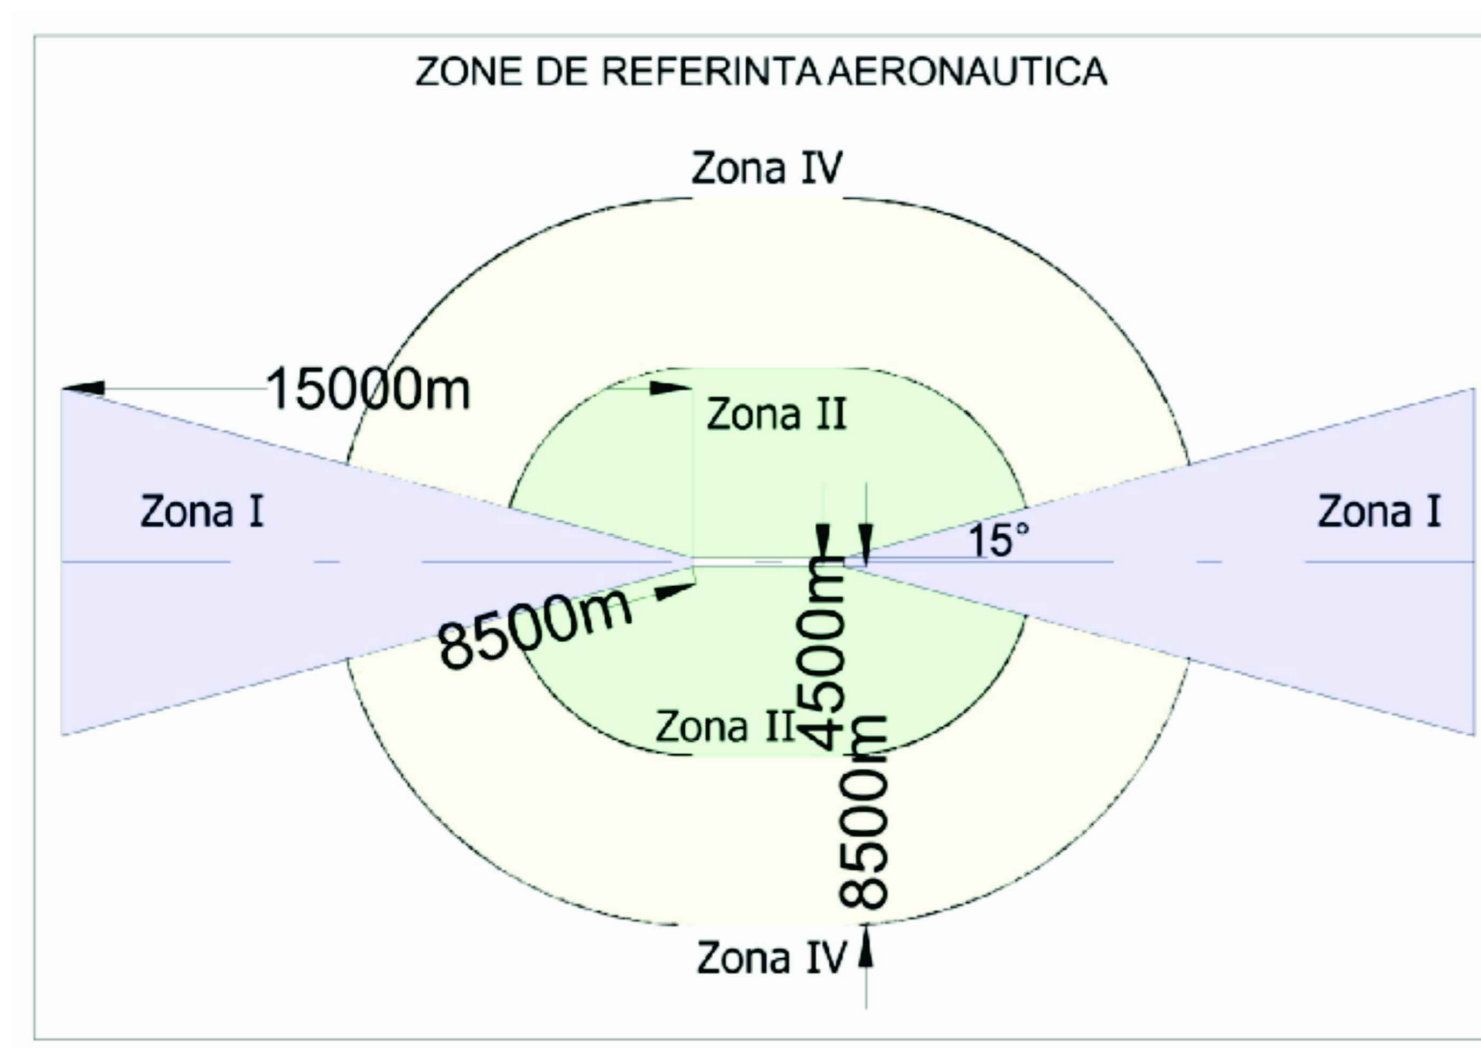 ZONE DE REFERINTA AERONAUTICA
Zona IV
15000m
Zona II
Zona I
Zona I
15°
8500m
4500m
Zona II
8500m
Zona IV